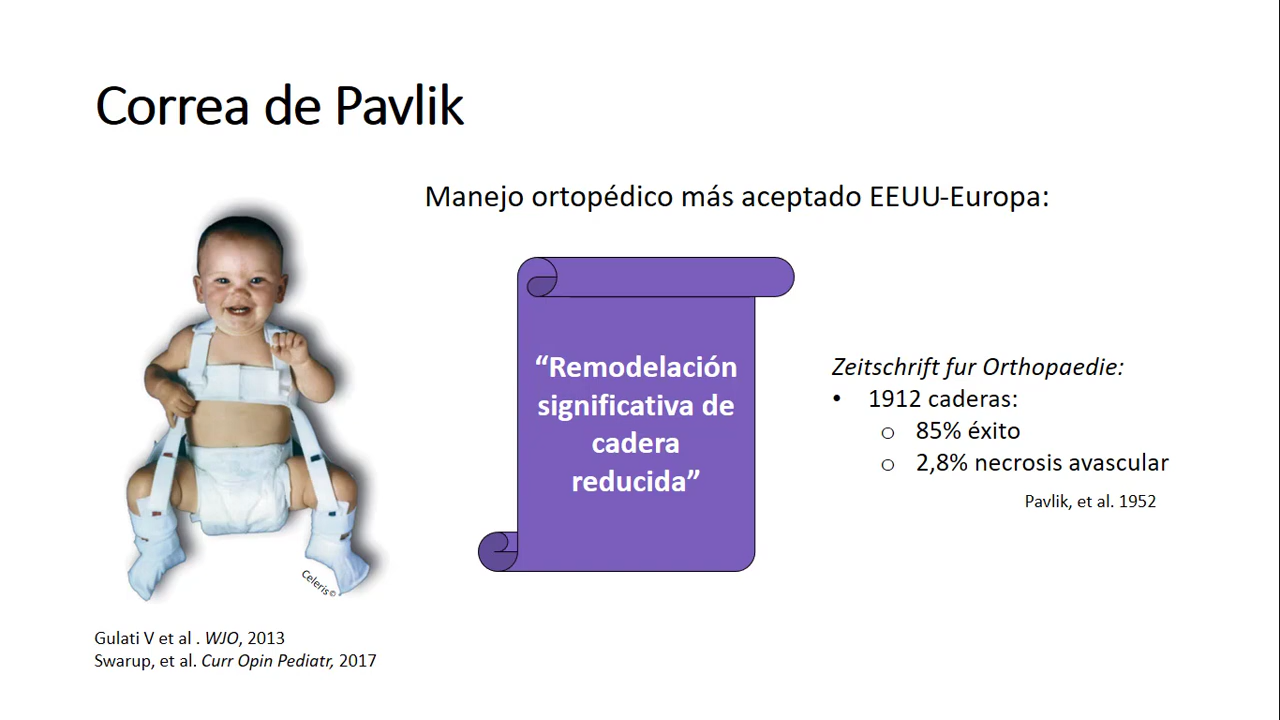 Correa de Pavlik
Manejo ortopédico más aceptado EEUU-Europa:
“Remodelación
significativa de
cadera
reducida”
Zeitschrift fur Orthopaedie:
• 1912 caderas:
o 85% éxito
o 2,8% necrosis avascular
Pavlik, et al. 1952
Celeris©
Gulati V et al . WJO, 2013
Swarup, et al. Curr Opin Pediatr, 2017